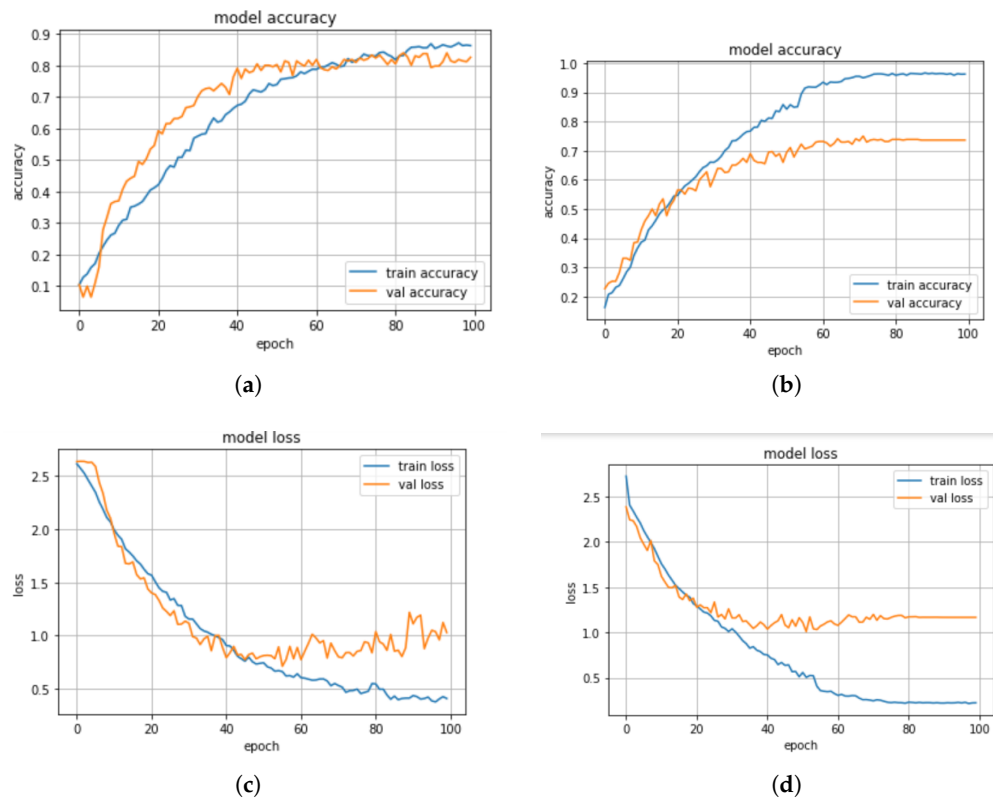 model accuracy
0.9
0.8
0.7
0.6
0.5
0.4
0.3
0.2
0.1
accuracy
train accuracy
val accuracy
0 20 40 60 80 100
epoch
(a)
model accuracy
1.0
0.9
0.8
0.7
0.6
0.5
0.4
0.3
0.2
accuracy
train accuracy
val accuracy
0 20 40 60 80 100
epoch
(b)
model loss
2.5
2.0
1.5
1.0
0.5
loss
train loss
val loss
0 20 40 60 80 100
epoch
(c)
model loss
2.5
2.0
1.5
1.0
0.5
loss
train loss
val loss
0 20 40 60 80 100
epoch
(d)